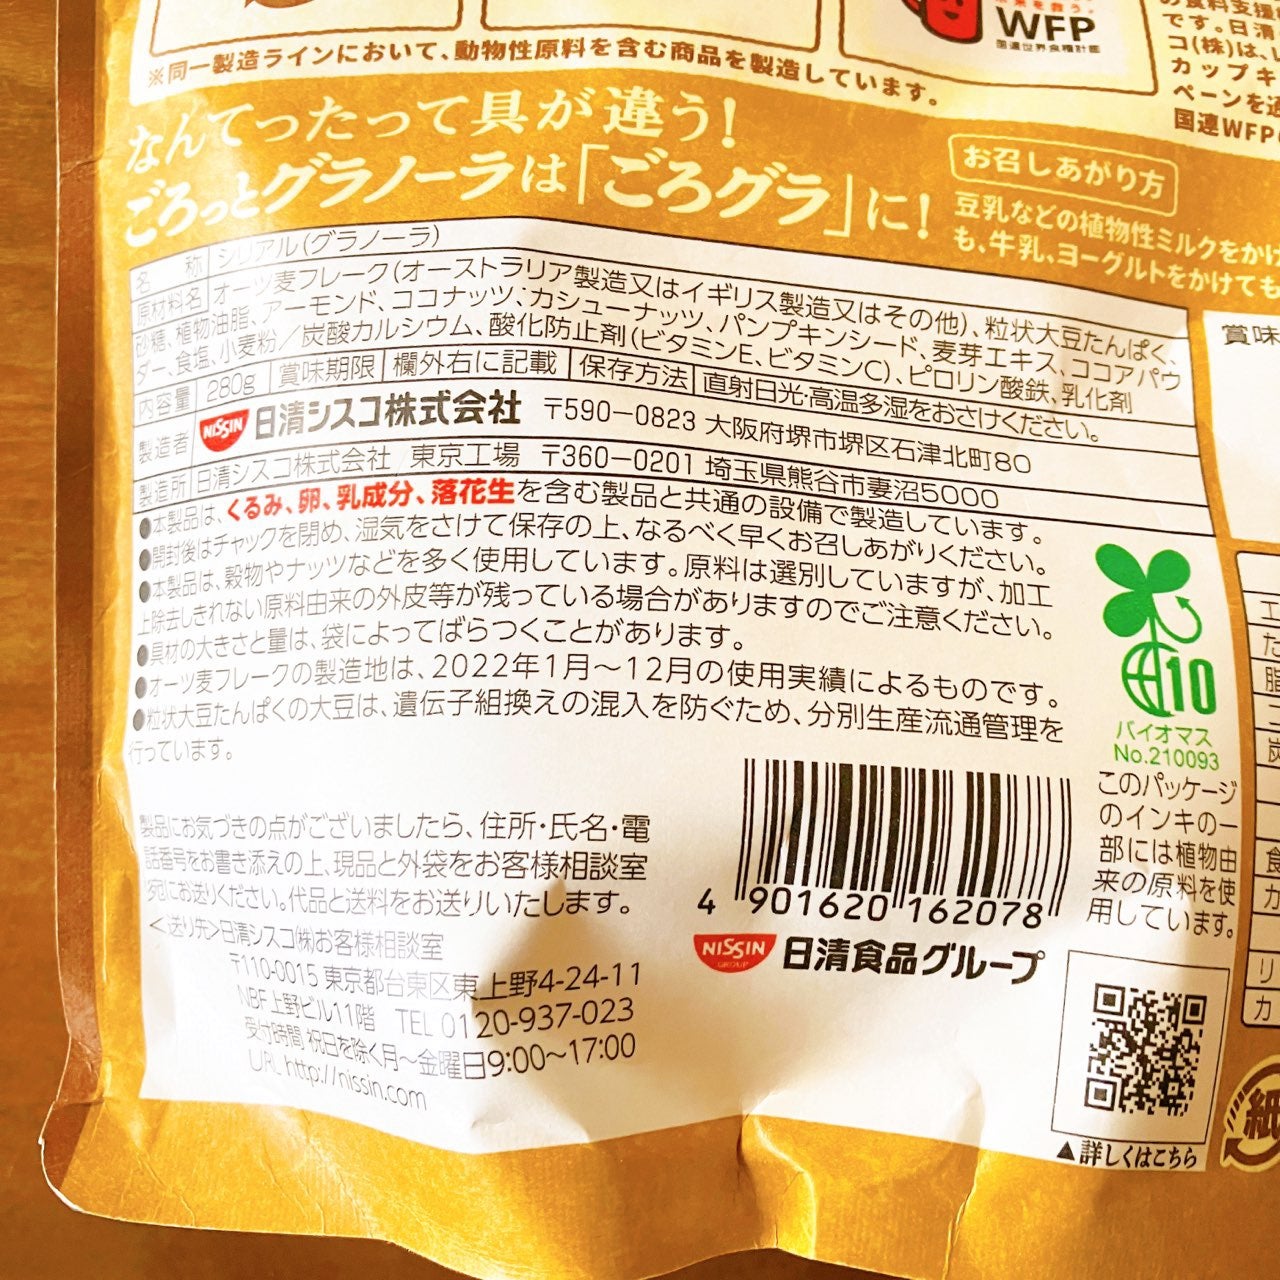 WFP
国連世界食糧計画
※同一製造ラインにおいて、動物性原料を含む商品を製造しています。
です。日清
コ(株)は、
カップキ
ペーンを
国連WFP
なんてったって具が違う!
ごろっとグラノーラは「ごろグラ」に!
お召しあがり方
豆乳などの植物性ミルクをかけ
も、牛乳、ヨーグルトをかけても
名称 シリアル(グラノーラ)
原材料名 オーツ麦フレーク(オーストラリア製造又はイギリス製造又はその他)、粒状大豆たんぱく、
砂糖、植物油脂、アーモンド、ココナッツ、カシューナッツ、パンプキンシード、麦芽エキス、ココアパウ
ダー、食塩、小麦粉/炭酸カルシウム、酸化防止剤(ビタミンE、ビタミンC)、ピロリン酸鉄、乳化剤
内容量 280g 賞味期限 欄外右に記載 保存方法 直射日光・高温多湿をおさけください。
製造者 NISSIN 日清シスコ株式会社 〒590-0823 大阪府堺市堺区石津北町80
製造所 日清シスコ株式会社 東京工場 〒360-0201 埼玉県熊谷市妻沼5000
●本製品は、くるみ、卵、乳成分、落花生を含む製品と共通の設備で製造しています。
●開封後はチャックを閉め、湿気をさけて保存の上、なるべく早くお召しあがりください。
●本製品は、穀物やナッツなどを多く使用しています。原料は選別していますが、加工
上除去しきれない原料由来の外皮等が残っている場合がありますのでご注意ください。
●具材の大きさと量は、袋によってばらつくことがあります。
●オーツ麦フレークの製造地は、2022年1月〜12月の使用実績によるものです。
●粒状大豆たんぱくの大豆は、遺伝子組換えの混入を防ぐため、分別生産流通管理を
行っています。
賞味
10
バイオマス
No.210093
このパッケージ
のインキの一
部には植物由
来の原料を使
用しています。
製品にお気づきの点がございましたら、住所・氏名・電
話番号をお書き添えの上、現品と外袋をお客様相談室
宛にお送りください。代品と送料をお送りいたします。
<送り先>日清シスコ(株)お客様相談室
〒110-0015 東京都台東区東上野4-24-11
NBF上野ビル11階 TEL 0120-937-023
受付時間 祝日を除く月〜金曜日9:00〜17:00
URL http://nissin.com
4 901620 162078
NISSIN GROUP 日清食品グループ
▲詳しくはこちら
エ
た
脂
炭
食
カ
リ
カ
紙